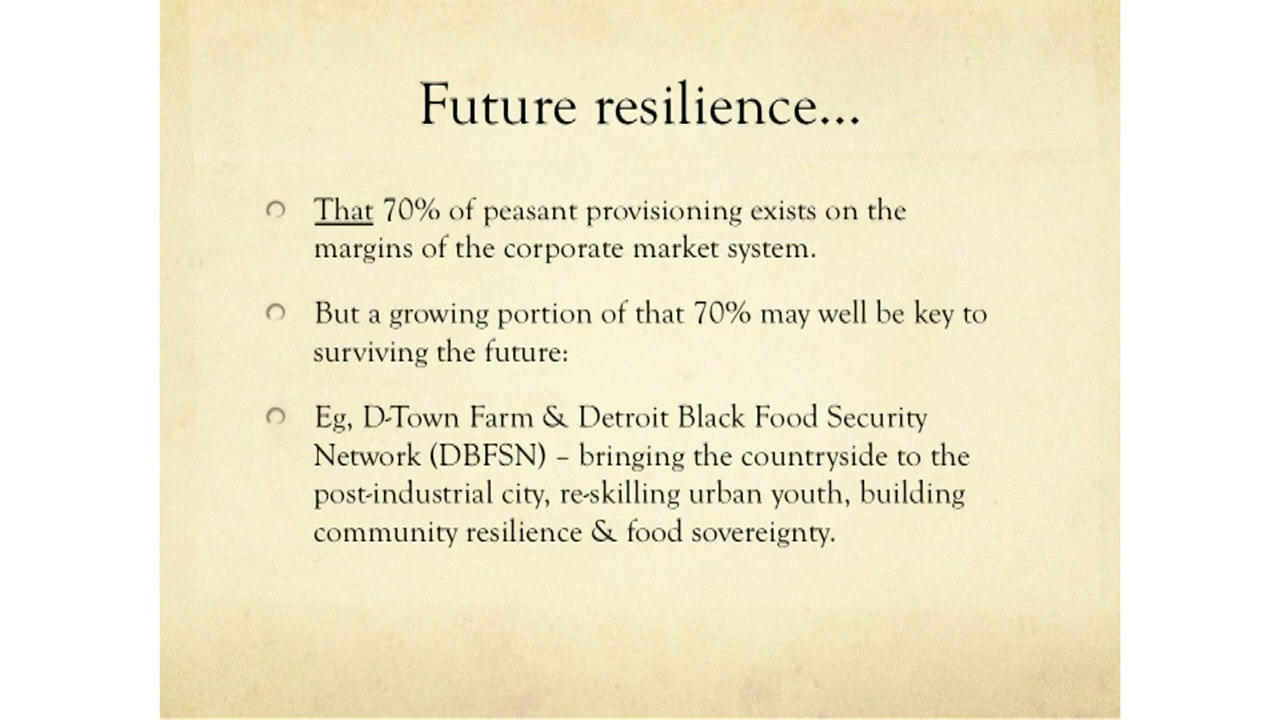 Future resilience...
That 70% of peasant provisioning exists on the
margins of the corporate market system.
But a growing portion of that 70% may well be key to
surviving the future:
Eg, D-Town Farm & Detroit Black Food Security
Network (DBFSN) – bringing the countryside to the
post-industrial city, re-skilling urban youth, building
community resilience & food sovereignty.